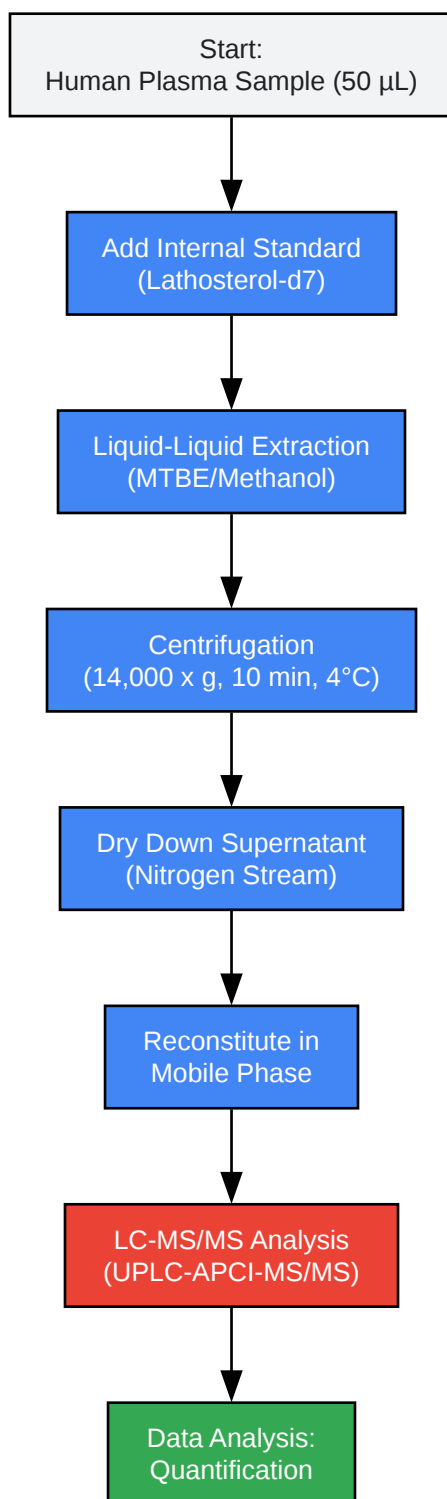 Start:
Human Plasma Sample (50 µL)
Add Internal Standard
(Lathosterol-d7)
Liquid-Liquid Extraction
(MTBE/Methanol)
Centrifugation
(14,000 x g, 10 min, 4°C)
Dry Down Supernatant
(Nitrogen Stream)
Reconstitute in
Mobile Phase
LC-MS/MS Analysis
(UPLC-APCI-MS/MS)
Data Analysis:
Quantification